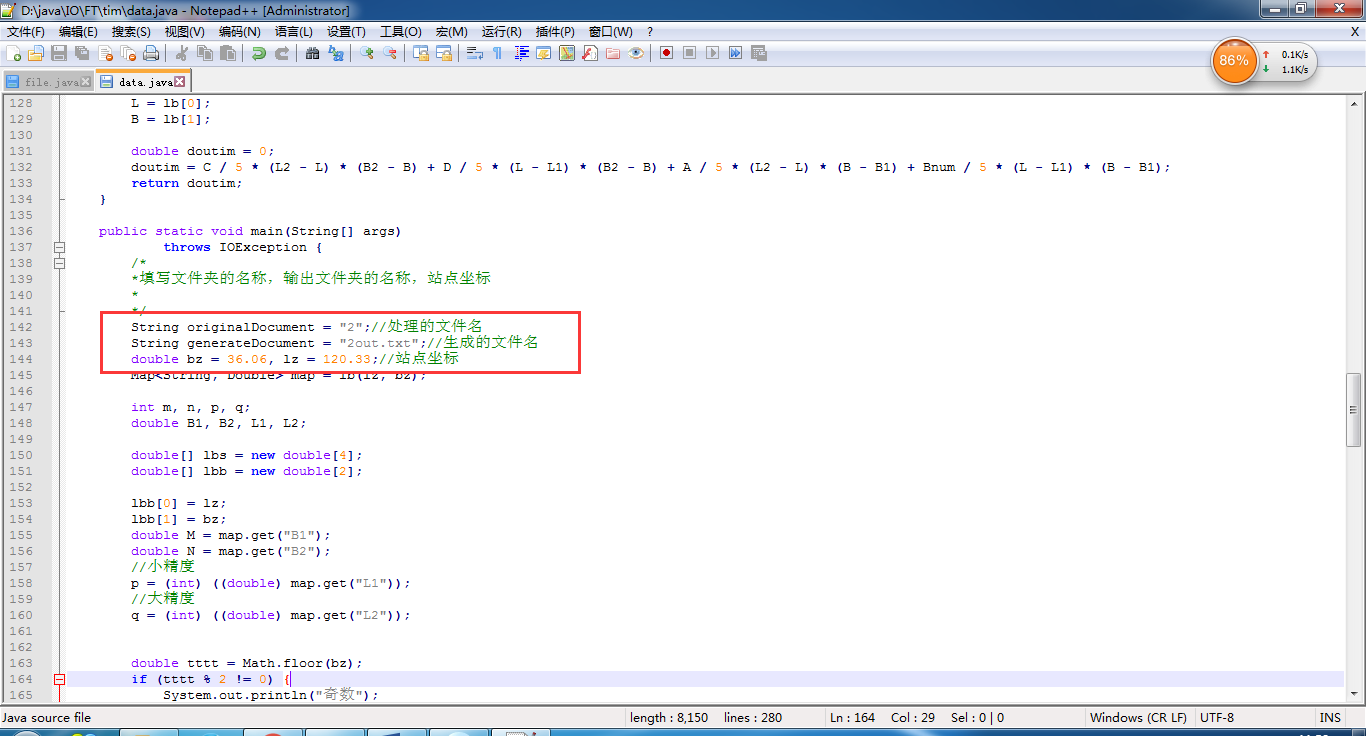 D:\java\IO\FT\tim\data.java - Notepad++ [Administrator]
文件(F) 编辑(E) 搜索(S) 视图(V) 编码(N) 语言(L) 设置(T) 工具(O) 宏(M) 运行(R) 插件(P) 窗口(W) ? X
86% 0.1K/s
1.1K/s
file.java data.java
128 L = lb[0];
129 B = lb[1];
130
131 double doutim = 0;
132 doutim = C / 5 * (L2 - L) * (B2 - B) + D / 5 * (L - L1) * (B2 - B) + A / 5 * (L2 - L) * (B - B1) + Bnum / 5 * (L - L1) * (B - B1);
133 return doutim;
134 }
135
136 public static void main(String[] args)
137 throws IOException {
138 /*
139 *填写文件夹的名称，输出文件夹的名称，站点坐标
140 *
141 */
142 String originalDocument = "2";//处理的文件名
143 String generateDocument = "2out.txt";//生成的文件名
144 double bz = 36.06, lz = 120.33;//站点坐标
145 Map<String, Double> map = lb(lz, bz);
146
147 int m, n, p, q;
148 double B1, B2, L1, L2;
149
150 double[] lbs = new double[4];
151 double[] lbb = new double[2];
152
153 lbb[0] = lz;
154 lbb[1] = bz;
155 double M = map.get("B1");
156 double N = map.get("B2");
157 //小精度
158 p = (int) ((double) map.get("L1"));
159 //大精度
160 q = (int) ((double) map.get("L2"));
161
162
163 double tttt = Math.floor(bz);
164 if (tttt % 2 != 0) {
165 System.out.println("奇数");
Java source file length : 8,150 lines : 280 Ln : 164 Col : 29 Sel : 0 | 0 Windows (CR LF) UTF-8 INS